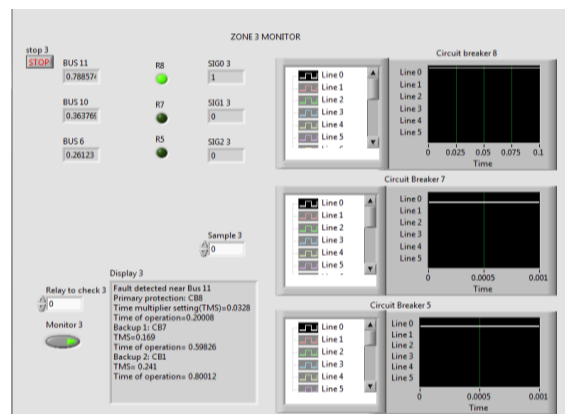 ZONE 3 MONITOR
stop 3
STOP
BUS 11
0.788574
R8
SIG0 3
1
BUS 10
0.363769
R7
SIG1 3
0
BUS 6
0.26123
R5
SIG2 3
0
Sample 3
0
Relay to check 3
0
Monitor 3
Display 3
Fault detected near Bus 11
Primary protection: CB8
Time multiplier setting(TMS)=0.0328
Time of operation=0.20008
Backup 1: CB7
TMS=0.169
Time of operation= 0.59826
Backup 2: CB1
TMS= 0.241
Time of operation= 0.80012
Circuit breaker 8
Line 0
Line 1
Line 2
Line 3
Line 4
Line 5
Line 0
Line 1
Line 2
Line 3
Line 4
Line 5
0 0.025 0.05 0.075 0.1
Time
Circuit Breaker 7
Line 0
Line 1
Line 2
Line 3
Line 4
Line 5
Line 0
Line 1
Line 2
Line 3
Line 4
Line 5
0 0.0005 0.001
Time
Circuit Breaker 5
Line 0
Line 1
Line 2
Line 3
Line 4
Line 5
Line 0
Line 1
Line 2
Line 3
Line 4
Line 5
0 0.0005 0.001
Time